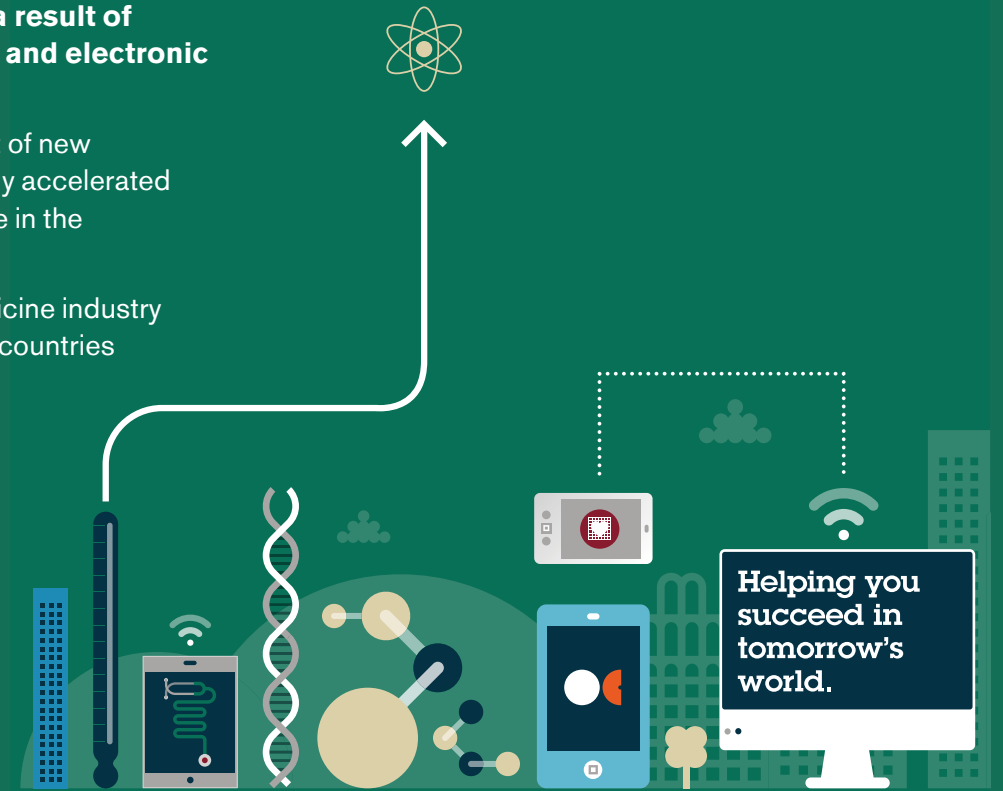 a result of
and electronic
of new
y accelerated
e in the
icine industry
countries
Helping you
succeed in
tomorrow's
world.